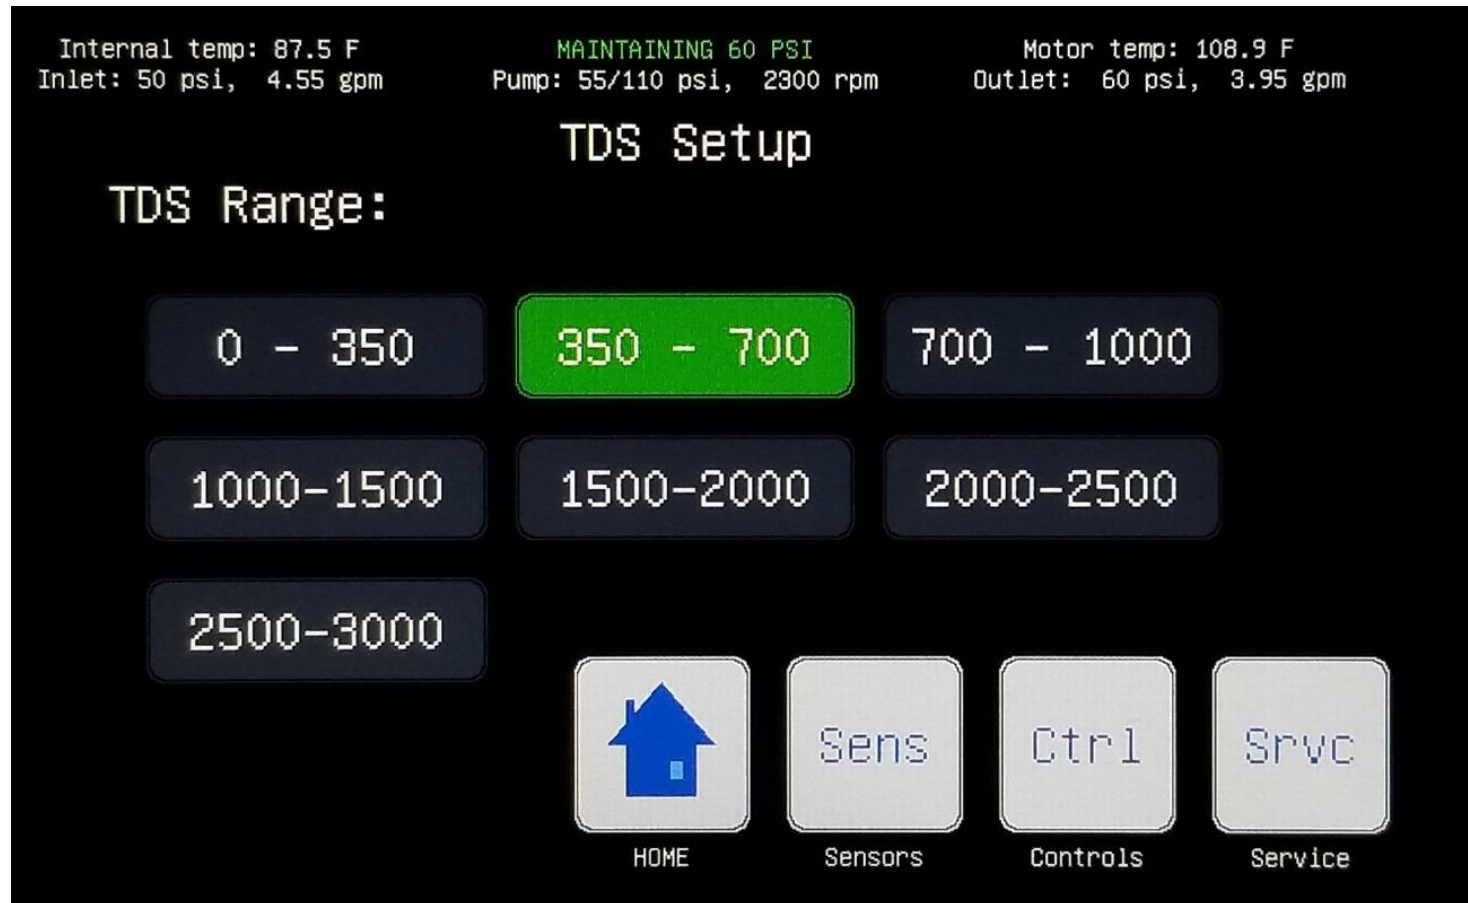 Internal temp: 87.5 F
MAINTAINING 60 PSI
Motor temp: 108.9 F
Inlet: 50 psi, 4.55 gpm
Pump: 55/110 psi, 2300 rpm
Outlet: 60 psi, 3.95 gpm
TDS Setup
TDS Range:
0 - 350
350 - 700
700 - 1000
1000-1500
1500-2000
2000-2500
2500-3000
Sens
Ctrl
Srvc
HOME
Sensors
Controls
Service